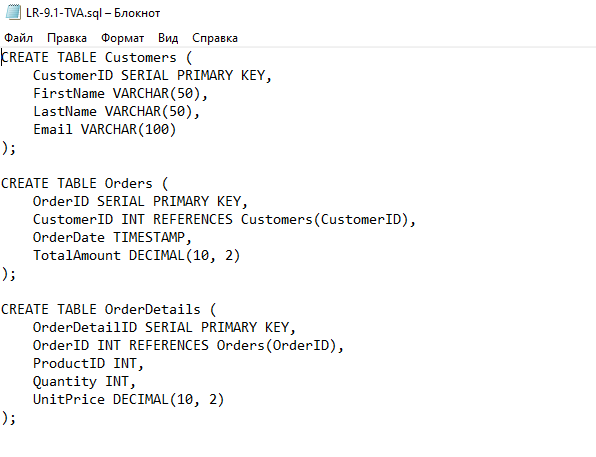 LR-9.1-TVA.sql – Блокнот
Файл Правка Формат Вид Справка
CREATE TABLE Customers (
    CustomerID SERIAL PRIMARY KEY,
    FirstName VARCHAR(50),
    LastName VARCHAR(50),
    Email VARCHAR(100)
);

CREATE TABLE Orders (
    OrderID SERIAL PRIMARY KEY,
    CustomerID INT REFERENCES Customers(CustomerID),
    OrderDate TIMESTAMP,
    TotalAmount DECIMAL(10, 2)
);

CREATE TABLE OrderDetails (
    OrderDetailID SERIAL PRIMARY KEY,
    OrderID INT REFERENCES Orders(OrderID),
    ProductID INT,
    Quantity INT,
    UnitPrice DECIMAL(10, 2)
);